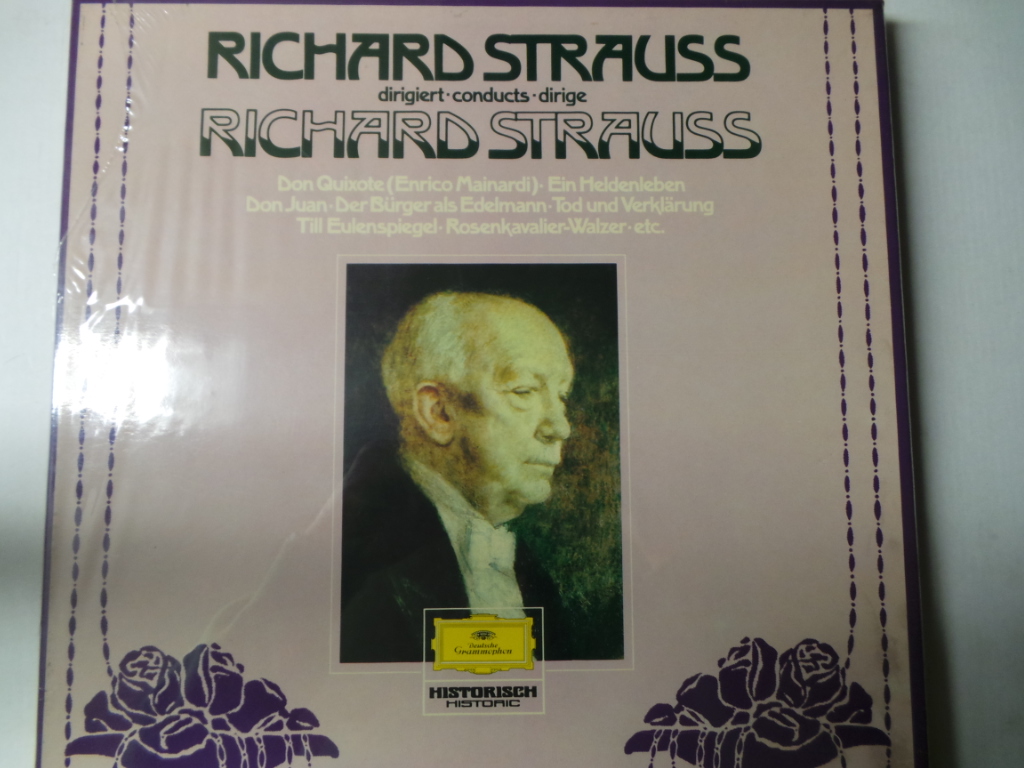 RICHARD STRAUSS
dirigiert · conducts · dirige
RICHARD STRAUSS
Don Quixote (Enrico Mainardi) · Ein Heldenleben
Don Juan · Der Bürger als Edelmann · Tod und Verklärung
Till Eulenspiegel · Rosenkavalier-Walzer · etc.
Deutsche
Grammophon
HISTORISCH
HISTORIC